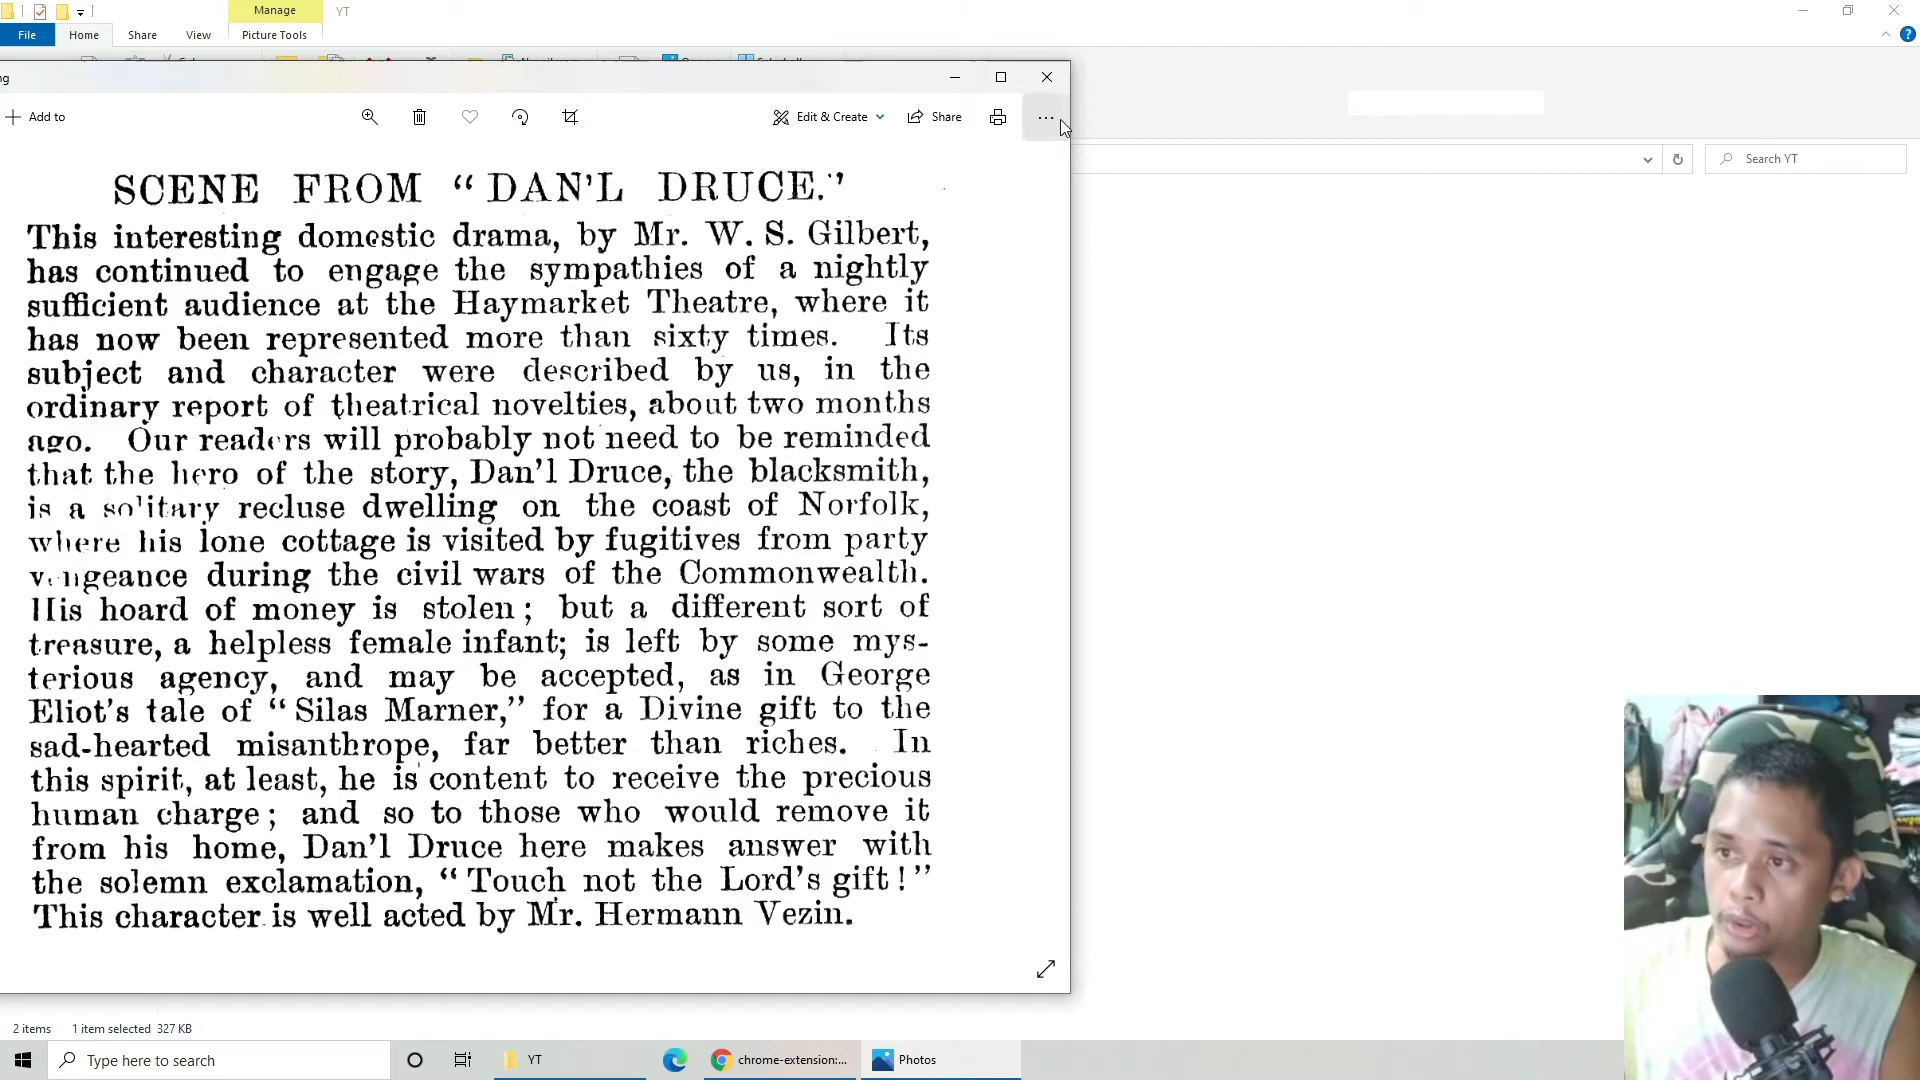 Manage
YT
File
Home
Share
View
Picture Tools
ng
Add to
Edit & Create
Share
Search YT
SCENE FROM “DAN'L DRUCE.”
This interesting domestic drama, by Mr. W. S. Gilbert,
has continued to engage the sympathies of a nightly
sufficient audience at the Haymarket Theatre, where it
has now been represented more than sixty times. Its
subject and character were described by us, in the
ordinary report of theatrical novelties, about two months
ago. Our readers will probably not need to be reminded
that the hero of the story, Dan'l Druce, the blacksmith,
is a solitary recluse dwelling on the coast of Norfolk,
where his lone cottage is visited by fugitives from party
vengeance during the civil wars of the Commonwealth.
His hoard of money is stolen; but a different sort of
treasure, a helpless female infant; is left by some mys-
terious agency, and may be accepted, as in George
Eliot's tale of “Silas Marner,” for a Divine gift to the
sad-hearted misanthrope, far better than riches. In
this spirit, at least, he is content to receive the precious
human charge; and so to those who would remove it
from his home, Dan'l Druce here makes answer with
the solemn exclamation, “Touch not the Lord's gift!”
This character is well acted by Mr. Hermann Vezin.
2 items 1 item selected 327 KB
Type here to search
YT
chrome-extension:...
Photos